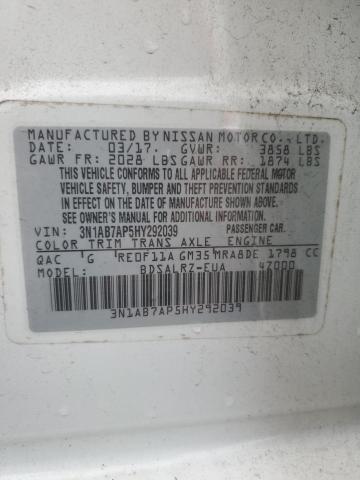 MANUFACTURED BY NISSAN MOTOR CO., LTD.
DATE: 03/17. GVWR: 3858 LBS
GAWR FR: 2028 LBS GAWR RR: 1874 LBS
THIS VEHICLE CONFORMS TO ALL APPLICABLE FEDERAL MOTOR
VEHICLE SAFETY, BUMPER AND THEFT PREVENTION STANDARDS
IN EFFECT ON THE DATE OF MANUFACTURE SHOWN ABOVE.
*SEE OWNER'S MANUAL FOR ADDITIONAL INFORMATION.
VIN: 3N1AB7AP5HY292039 PASSENGER CAR
COLOR TRIM TRANS AXLE ENGINE
QAC G RE0F11A GM35 MRA8DE 1798 CC
MODEL: BDSALRZ-EUA 4Z000
3N1AB7AP5HY292039